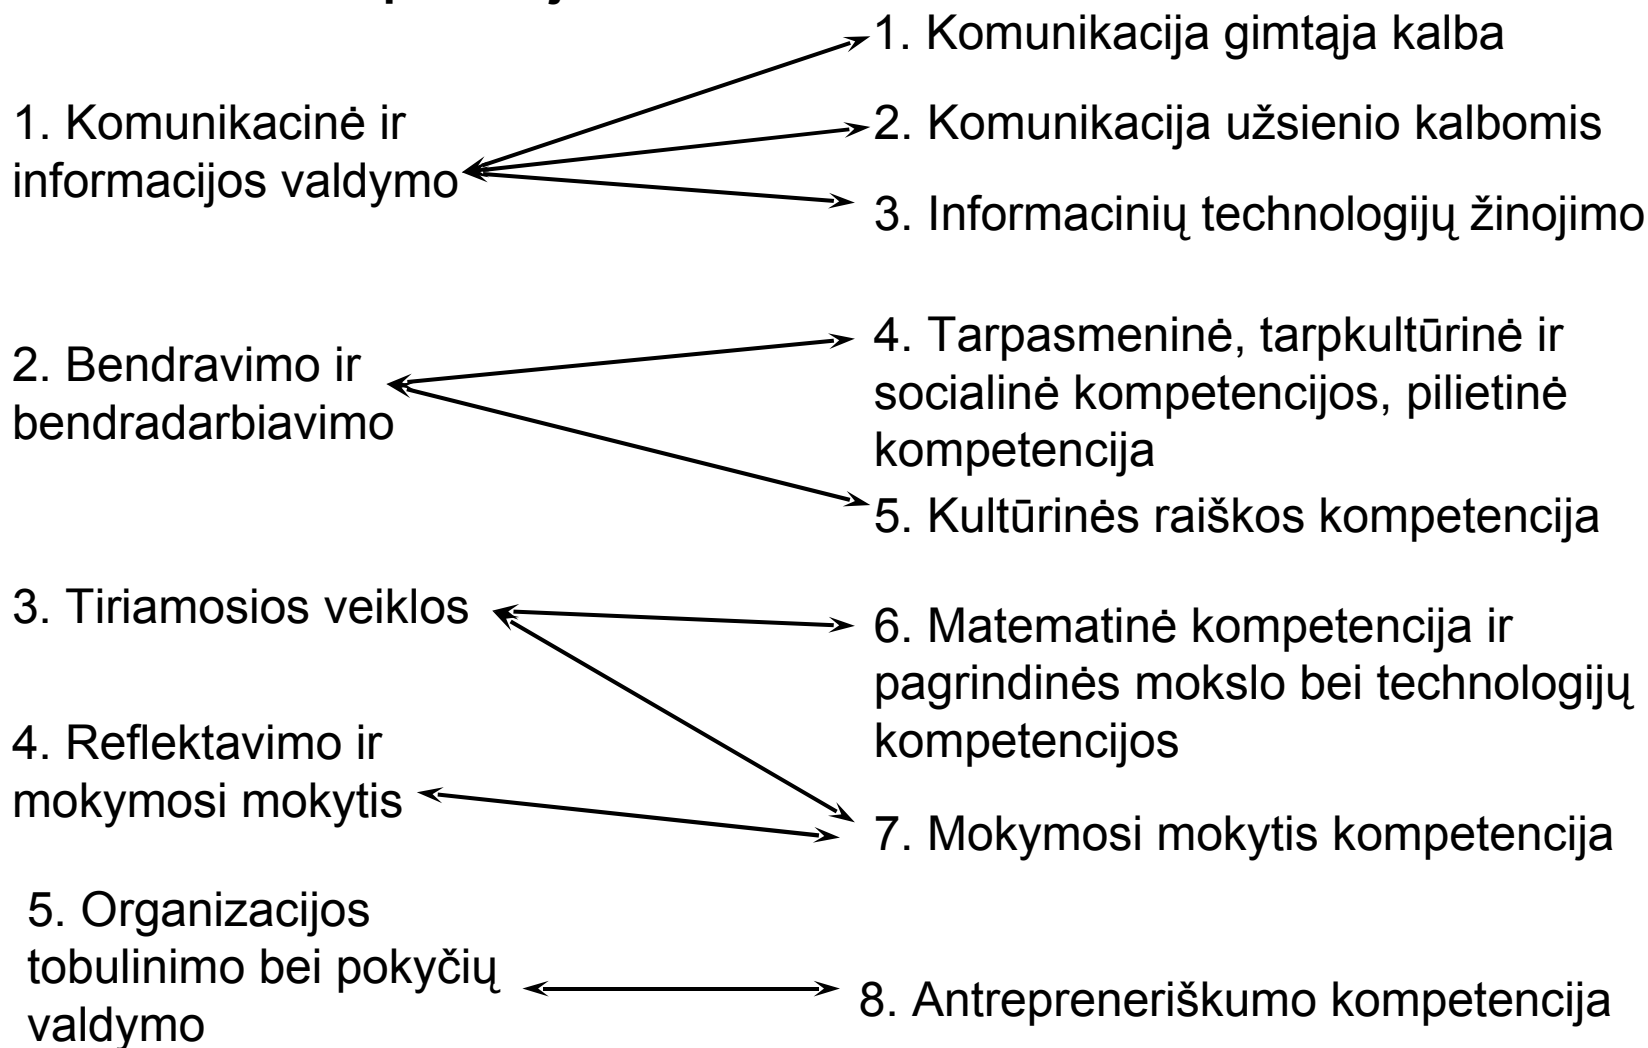 1. Komunikacinė ir
informacijos valdymo
2. Bendravimo ir
bendradarbiavimo
3. Tiriamosios veiklos
4. Reflektavimo ir
mokymosi mokytis
5. Organizacijos
tobulinimo bei pokyčių
valdymo
1. Komunikacija gimtąja kalba
2. Komunikacija užsienio kalbomis
3. Informacinių technologijų žinojimo
4. Tarpasmeninė, tarpkultūrinė ir
socialinė kompetencijos, pilietinė
kompetencija
5. Kultūrinės raiškos kompetencija
6. Matematinė kompetencija ir
pagrindinės mokslo bei technologijų
kompetencijos
7. Mokymosi mokytis kompetencija
8. Antrepreneriškumo kompetencija